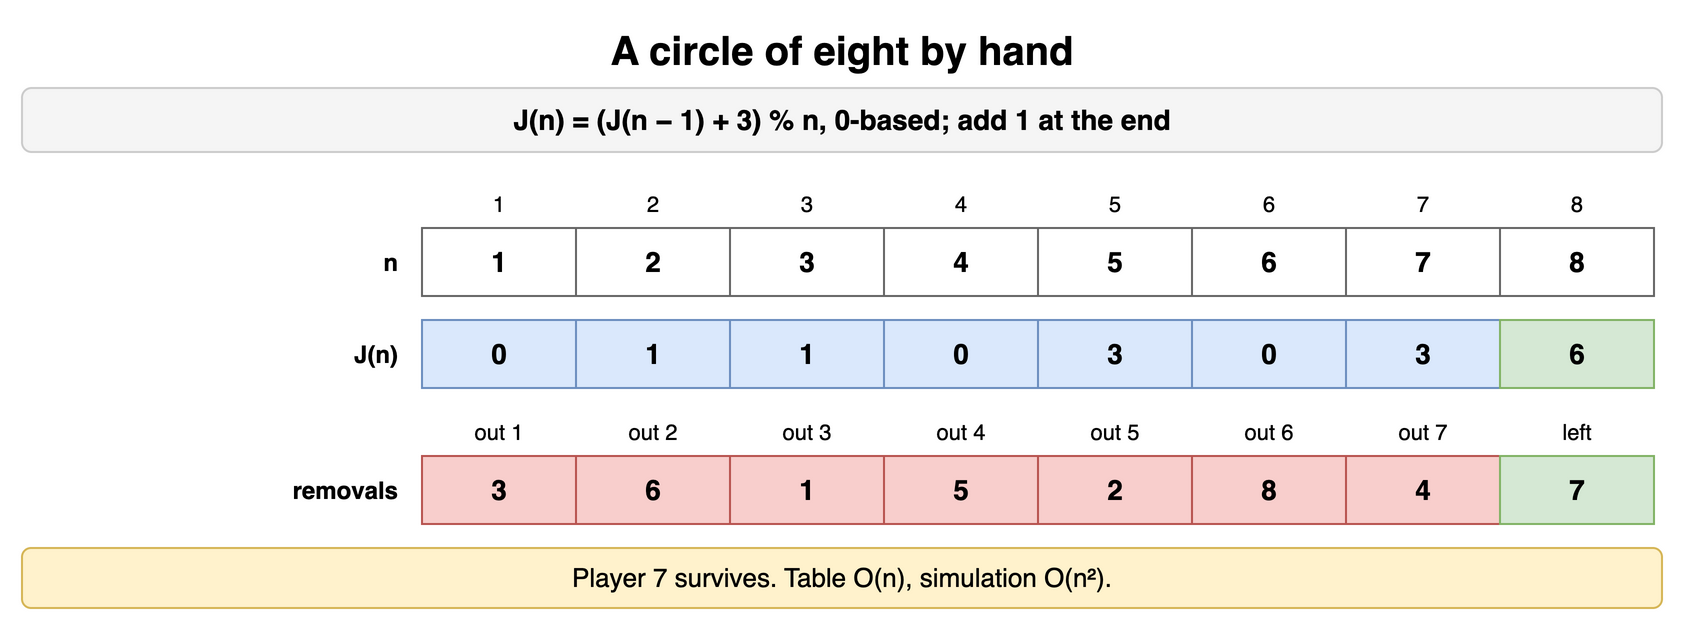 A circle of eight by hand
J(n) = (J(n − 1) + 3) % n, 0-based; add 1 at the end
1 2 3 4 5 6 7 8
n 1 2 3 4 5 6 7 8
J(n) 0 1 1 0 3 0 3 6
out 1 out 2 out 3 out 4 out 5 out 6 out 7 left
removals 3 6 1 5 2 8 4 7
Player 7 survives. Table O(n), simulation O(n²).